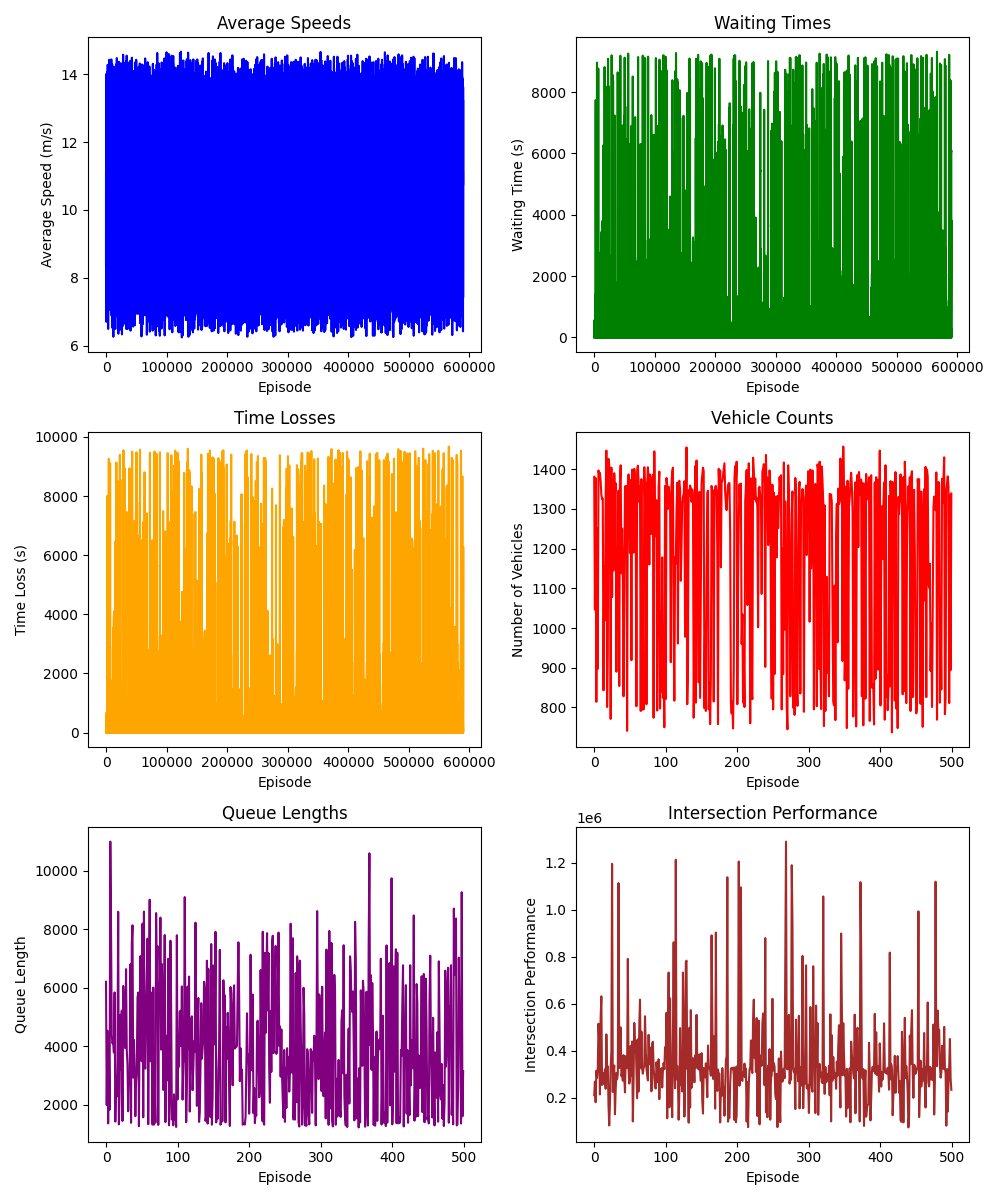 Average Speeds
Average Speed (m/s)
14
12
10
8
6
0 100000 200000 300000 400000 500000 600000
Episode
Waiting Times
Waiting Time (s)
8000
6000
4000
2000
0
0 100000 200000 300000 400000 500000 600000
Episode
Time Losses
Time Loss (s)
10000
8000
6000
4000
2000
0
0 100000 200000 300000 400000 500000 600000
Episode
Vehicle Counts
Number of Vehicles
1400
1300
1200
1100
1000
900
800
0 100 200 300 400 500
Episode
Queue Lengths
Queue Length
10000
8000
6000
4000
2000
0 100 200 300 400 500
Episode
Intersection Performance
1e6
Intersection Performance
1.2
1.0
0.8
0.6
0.4
0.2
0 100 200 300 400 500
Episode